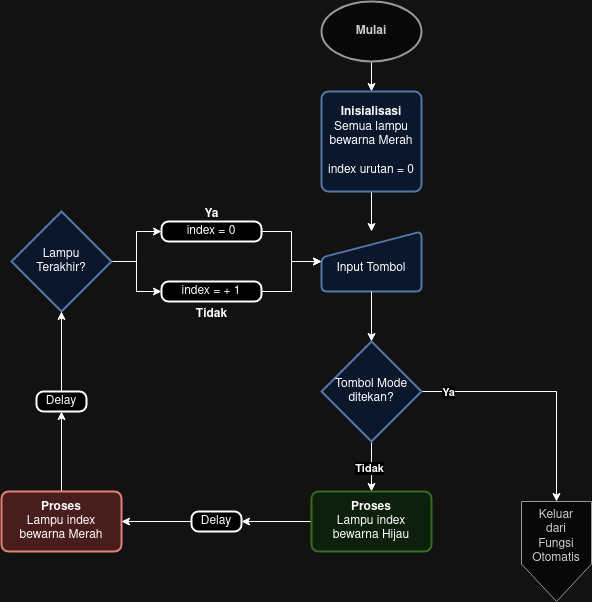 Mulai
Inisialisasi
Semua lampu
bewarna Merah
index urutan = 0
Ya
index = 0
Lampu
Terakhir?
index = + 1
Tidak
Input Tombol
Tombol Mode
ditekan?
Ya
Delay
Tidak
Proses
Lampu index
bewarna Merah
Delay
Proses
Lampu index
bewarna Hijau
Keluar
dari
Fungsi
Otomatis